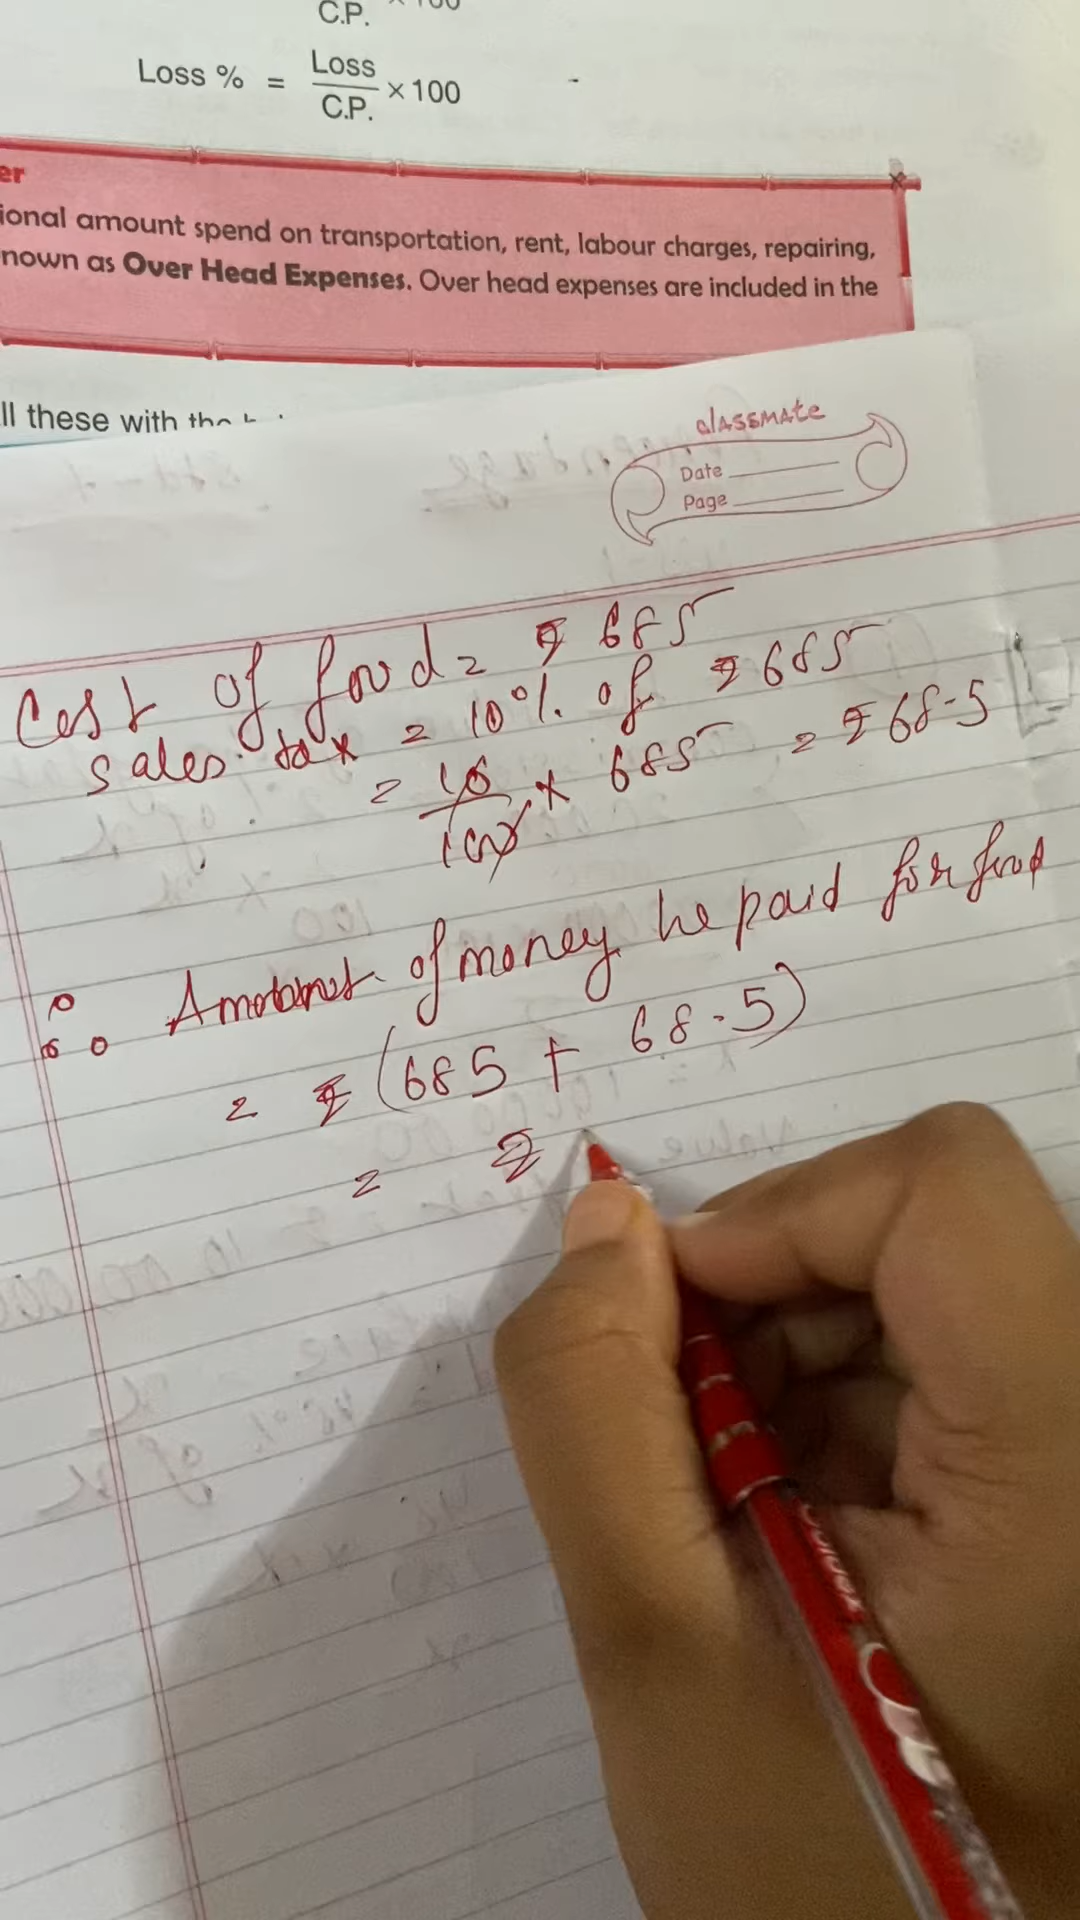 C.P. × 100
Loss % = Loss / C.P. × 100
er
ional amount spend on transportation, rent, labour charges, repairing,
nown as Over Head Expenses. Over head expenses are included in the
ll these with the
classmate
Date
Page
Cost of food = ₹ 685
Sales tax = 10% of ₹ 685
= 10/100 × 685 = ₹ 68.5
∴ Amount of money he paid for food
= ₹ (685 + 68.5)
= ₹